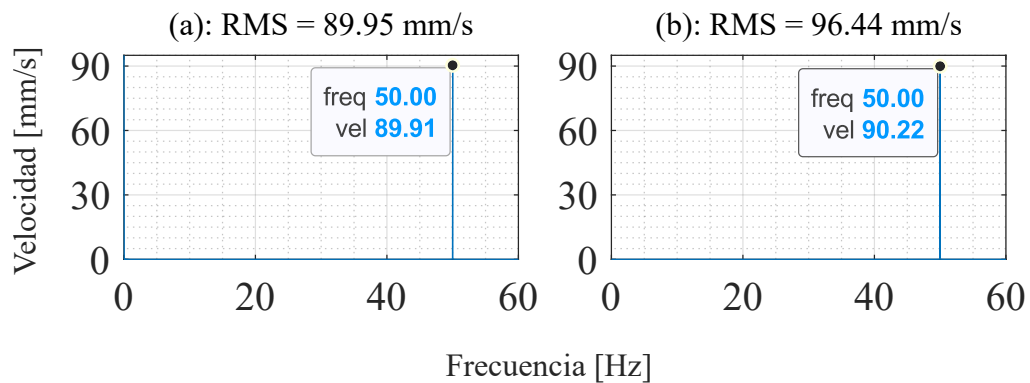 (a): RMS = 89.95 mm/s
(b): RMS = 96.44 mm/s
Velocidad [mm/s]
90
60
30
0
freq 50.00
vel 89.91
0 20 40 60
90
60
30
0
freq 50.00
vel 90.22
0 20 40 60
Frecuencia [Hz]